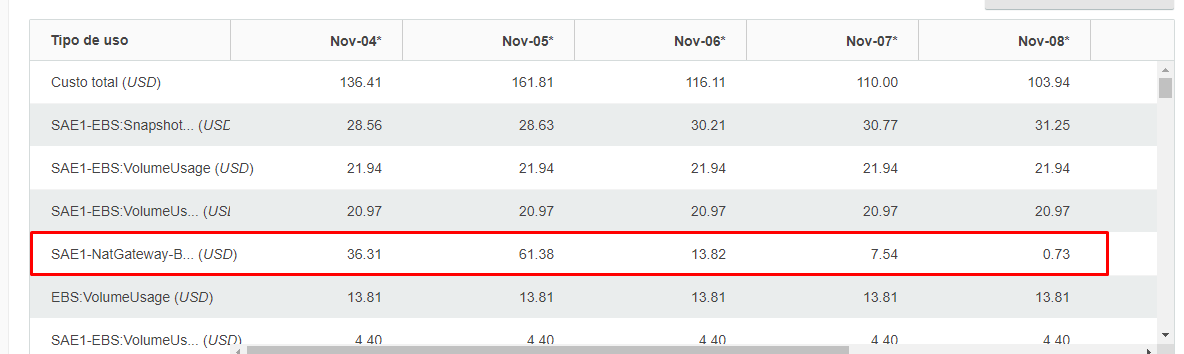 Tipo de uso Nov-04* Nov-05* Nov-06* Nov-07* Nov-08*
Custo total (USD) 136.41 161.81 116.11 110.00 103.94
SAE1-EBS:Snapshot... (USD 28.56 28.63 30.21 30.77 31.25
SAE1-EBS:VolumeUsage (USD) 21.94 21.94 21.94 21.94 21.94
SAE1-EBS:VolumeUs... (USD 20.97 20.97 20.97 20.97 20.97
SAE1-NatGateway-B... (USD) 36.31 61.38 13.82 7.54 0.73
EBS:VolumeUsage (USD) 13.81 13.81 13.81 13.81 13.81
SAE1-EBS:VolumeUs... (USD) 4.40 4.40 4.40 4.40 4.40